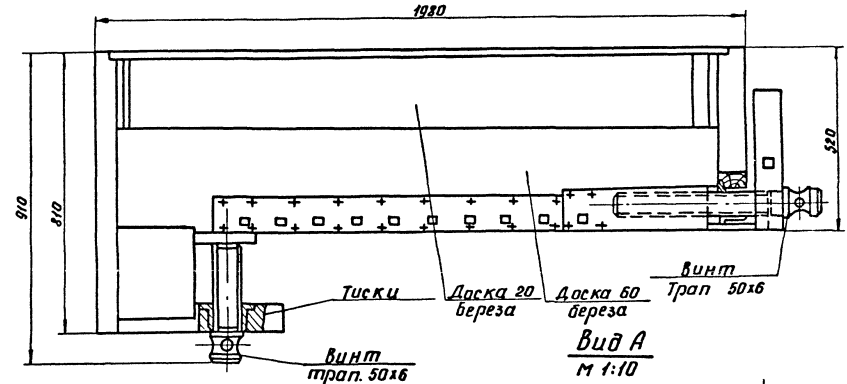 1980
910
810
520
Тиски
Доска 20
береза
Доска 60
береза
Винт
Трап 50х6
Вид А
М 1:10
Винт
трап. 50х6